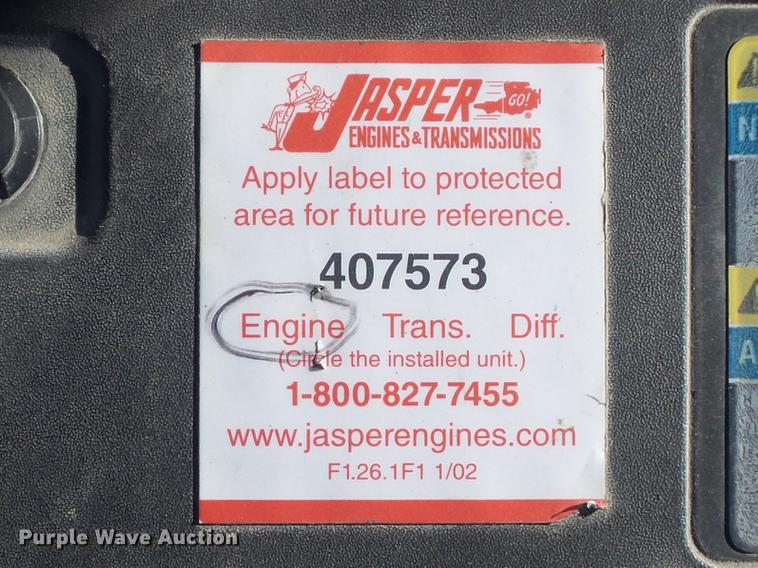 JASPER GO!®
ENGINES & TRANSMISSIONS
Apply label to protected
area for future reference.
407573
Engine Trans. Diff.
(Circle the installed unit.)
1-800-827-7455
www.jasperengines.com
F1.26.1F1 1/02
N
A
Purple Wave Auction